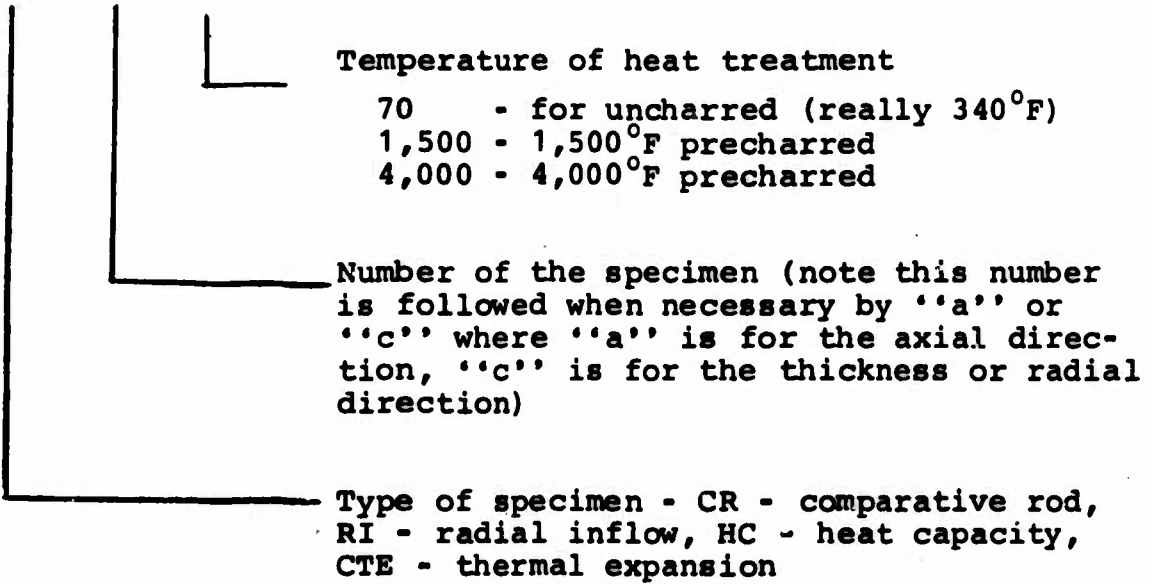 Temperature of heat treatment
70 - for uncharred (really 340°F)
1,500 - 1,500°F precharred
4,000 - 4,000°F precharred
Number of the specimen (note this number
is followed when necessary by ‘‘a’’ or
‘‘c’’ where ‘‘a’’ is for the axial direc-
tion, ‘‘c’’ is for the thickness or radial
direction)
Type of specimen - CR - comparative rod,
RI - radial inflow, HC - heat capacity,
CTE - thermal expansion